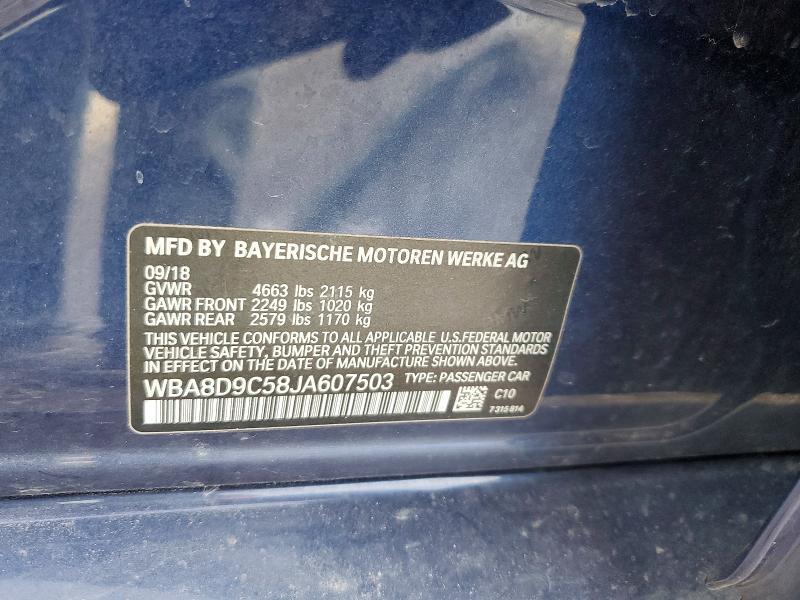 MFD BY BAYERISCHE MOTOREN WERKE AG
09/18
GVWR 4663 lbs 2115 kg
GAWR FRONT 2249 lbs 1020 kg
GAWR REAR 2579 lbs 1170 kg
THIS VEHICLE CONFORMS TO ALL APPLICABLE U.S.FEDERAL MOTOR
VEHICLE SAFETY, BUMPER AND THEFT PREVENTION STANDARDS
IN EFFECT ON THE DATE OF MANUFACTURE SHOWN ABOVE.
WBA8D9C58JA607503 TYPE: PASSENGER CAR
C10
7315814